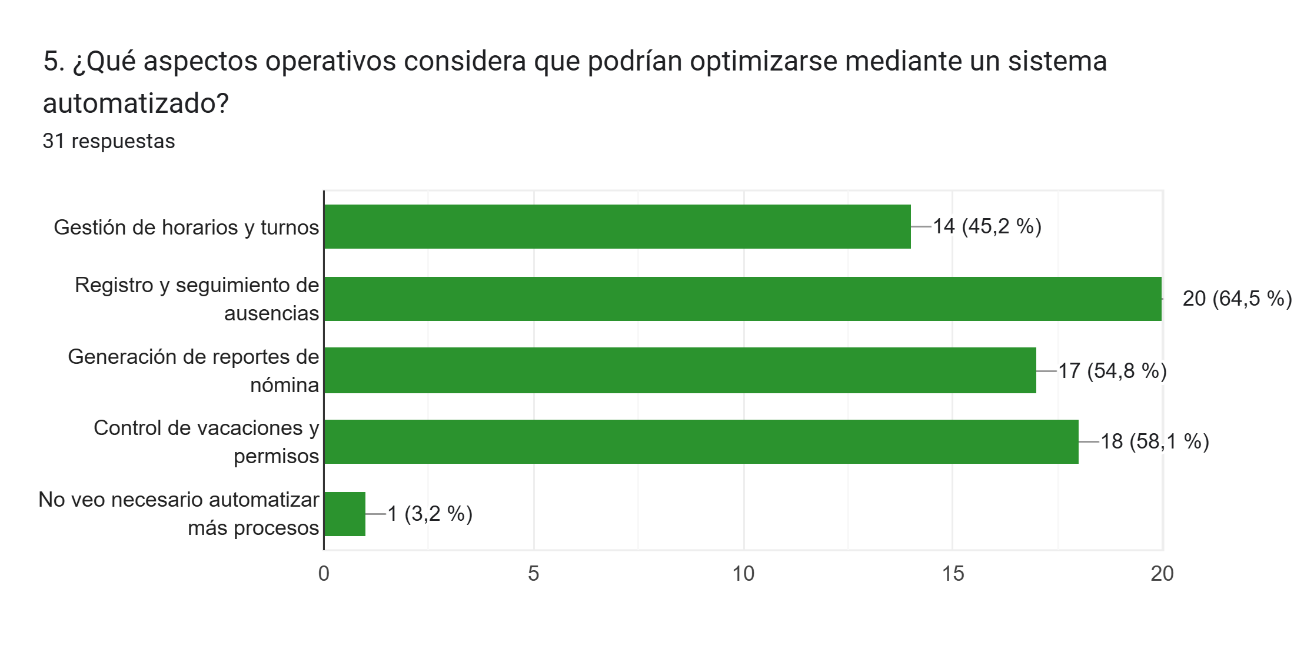 5. ¿Qué aspectos operativos considera que podrían optimizarse mediante un sistema
automatizado?
31 respuestas
Gestión de horarios y turnos
14 (45,2 %)
Registro y seguimiento de
ausencias
20 (64,5 %)
Generación de reportes de
nómina
17 (54,8 %)
Control de vacaciones y
permisos
18 (58,1 %)
No veo necesario automatizar
más procesos
1 (3,2 %)
0 5 10 15 20